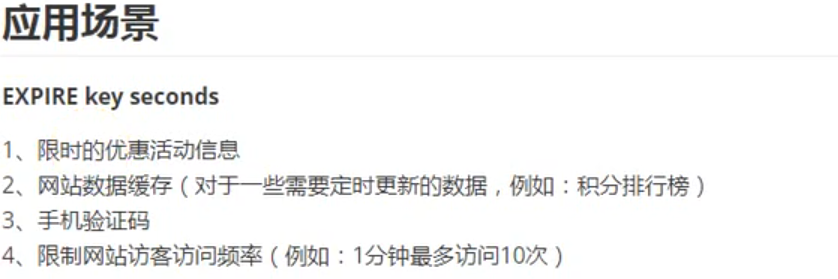 应用场景
EXPIRE key seconds
1、限时的优惠活动信息
2、网站数据缓存（对于一些需要定时更新的数据，例如：积分排行榜）
3、手机验证码
4、限制网站访客访问频率（例如：1分钟最多访问10次）